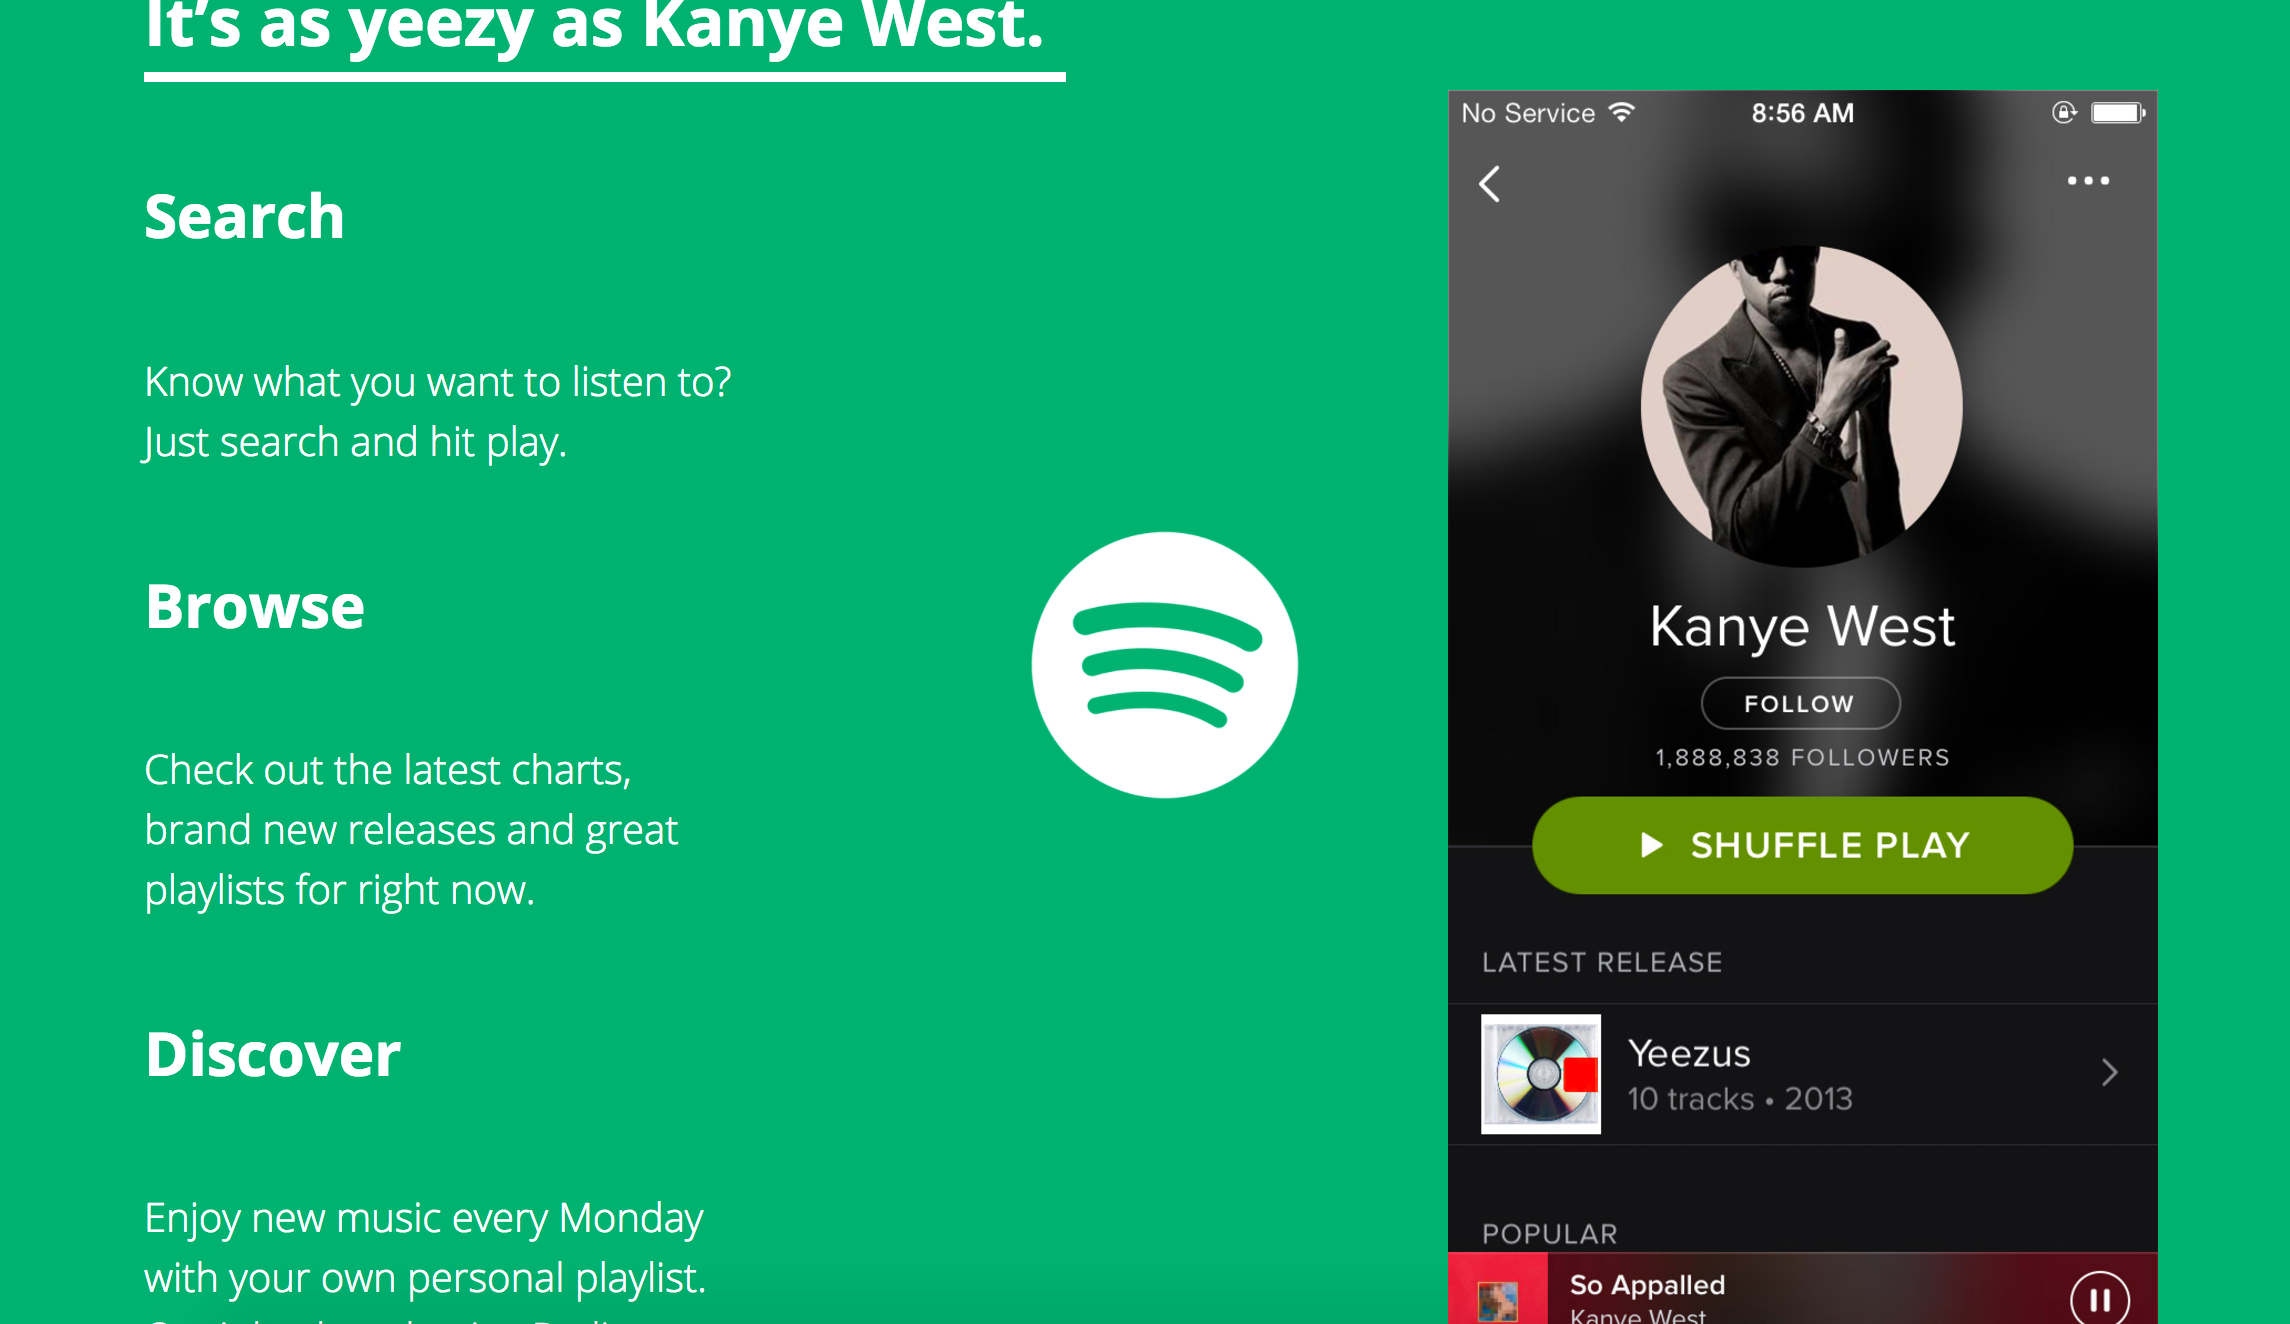 It's as yeezy as Kanye West.
Search
Know what you want to listen to?
Just search and hit play.
Browse
Check out the latest charts,
brand new releases and great
playlists for right now.
Discover
Enjoy new music every Monday
with your own personal playlist.
No Service
8:56 AM
Kanye West
FOLLOW
1,888,838 FOLLOWERS
SHUFFLE PLAY
LATEST RELEASE
Yeezus
10 tracks • 2013
POPULAR
So Appalled
Kanye West